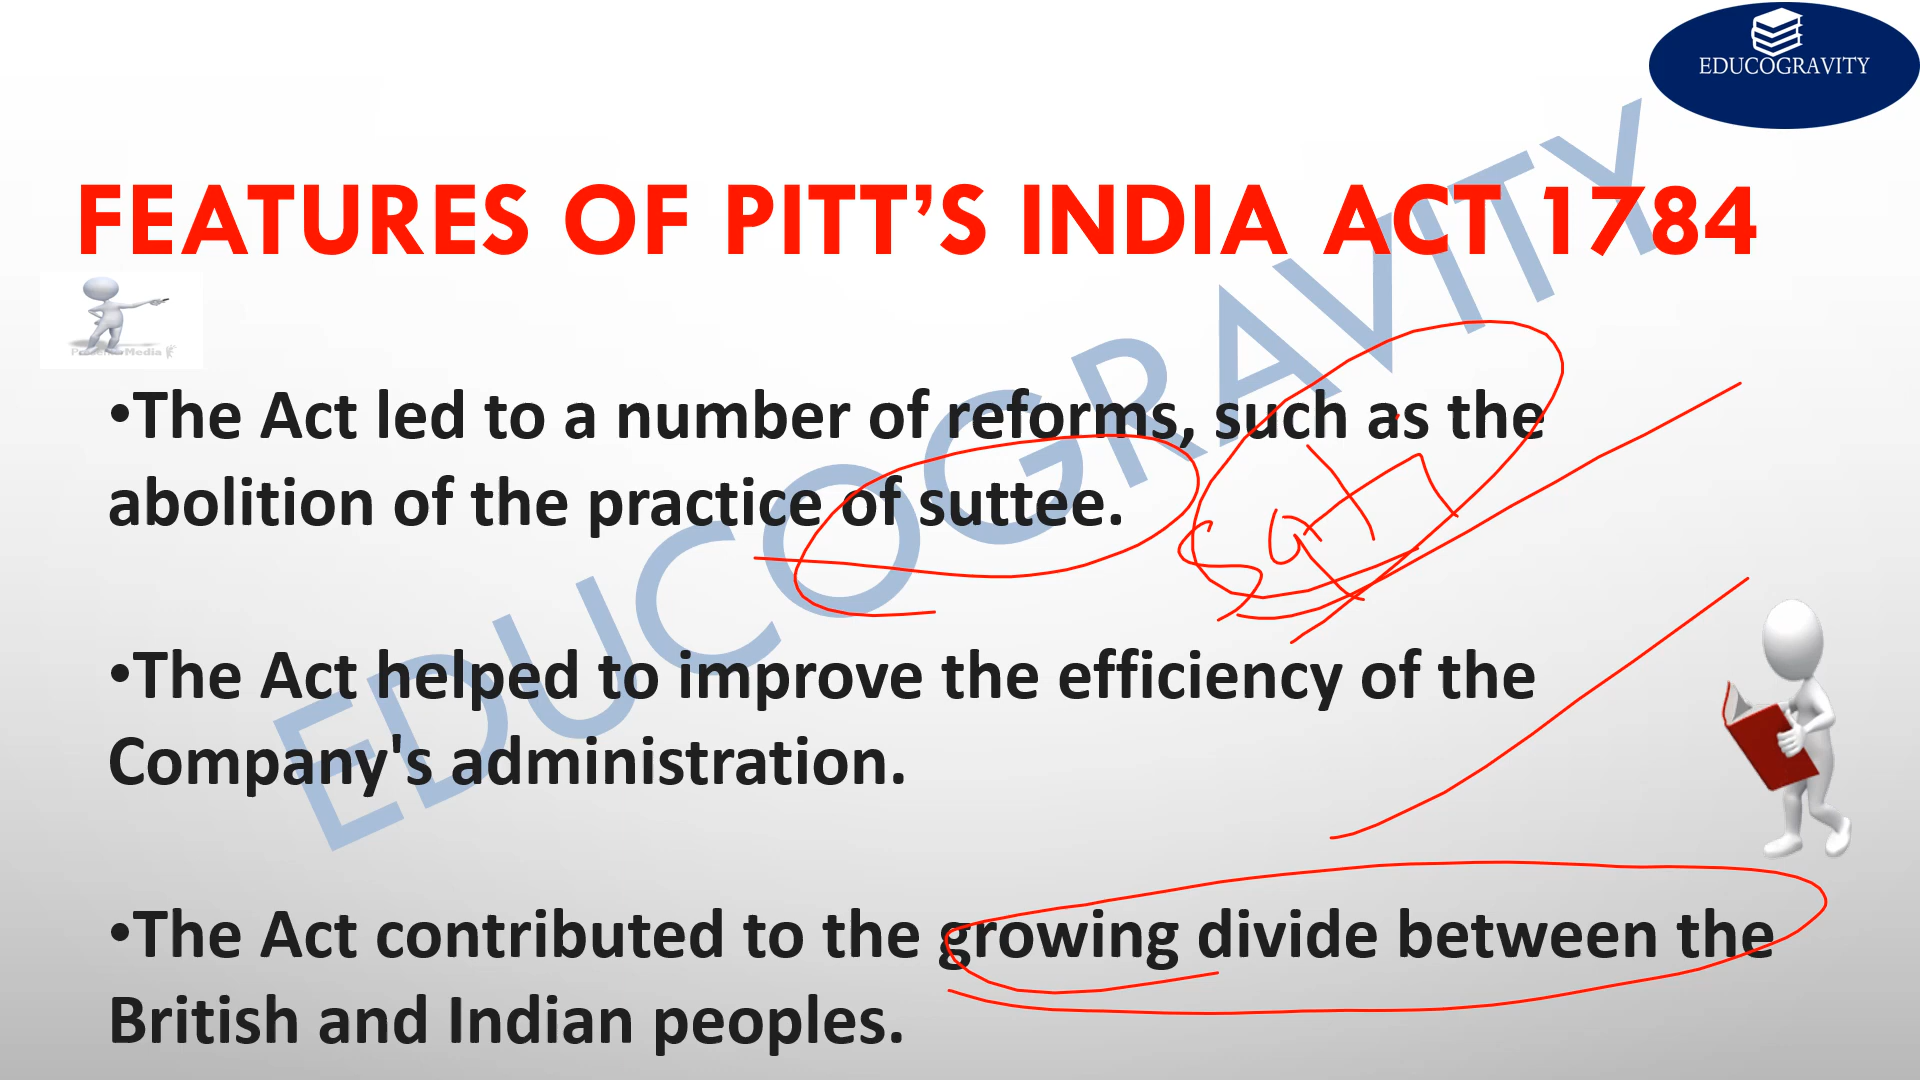 EDUCOGRAVITY
FEATURES OF PITT’S INDIA ACT 1784
Presenter Media
•The Act led to a number of reforms, such as the
abolition of the practice of suttee.
•The Act helped to improve the efficiency of the
Company's administration.
•The Act contributed to the growing divide between the
British and Indian peoples.
EDUCOGRAVITY